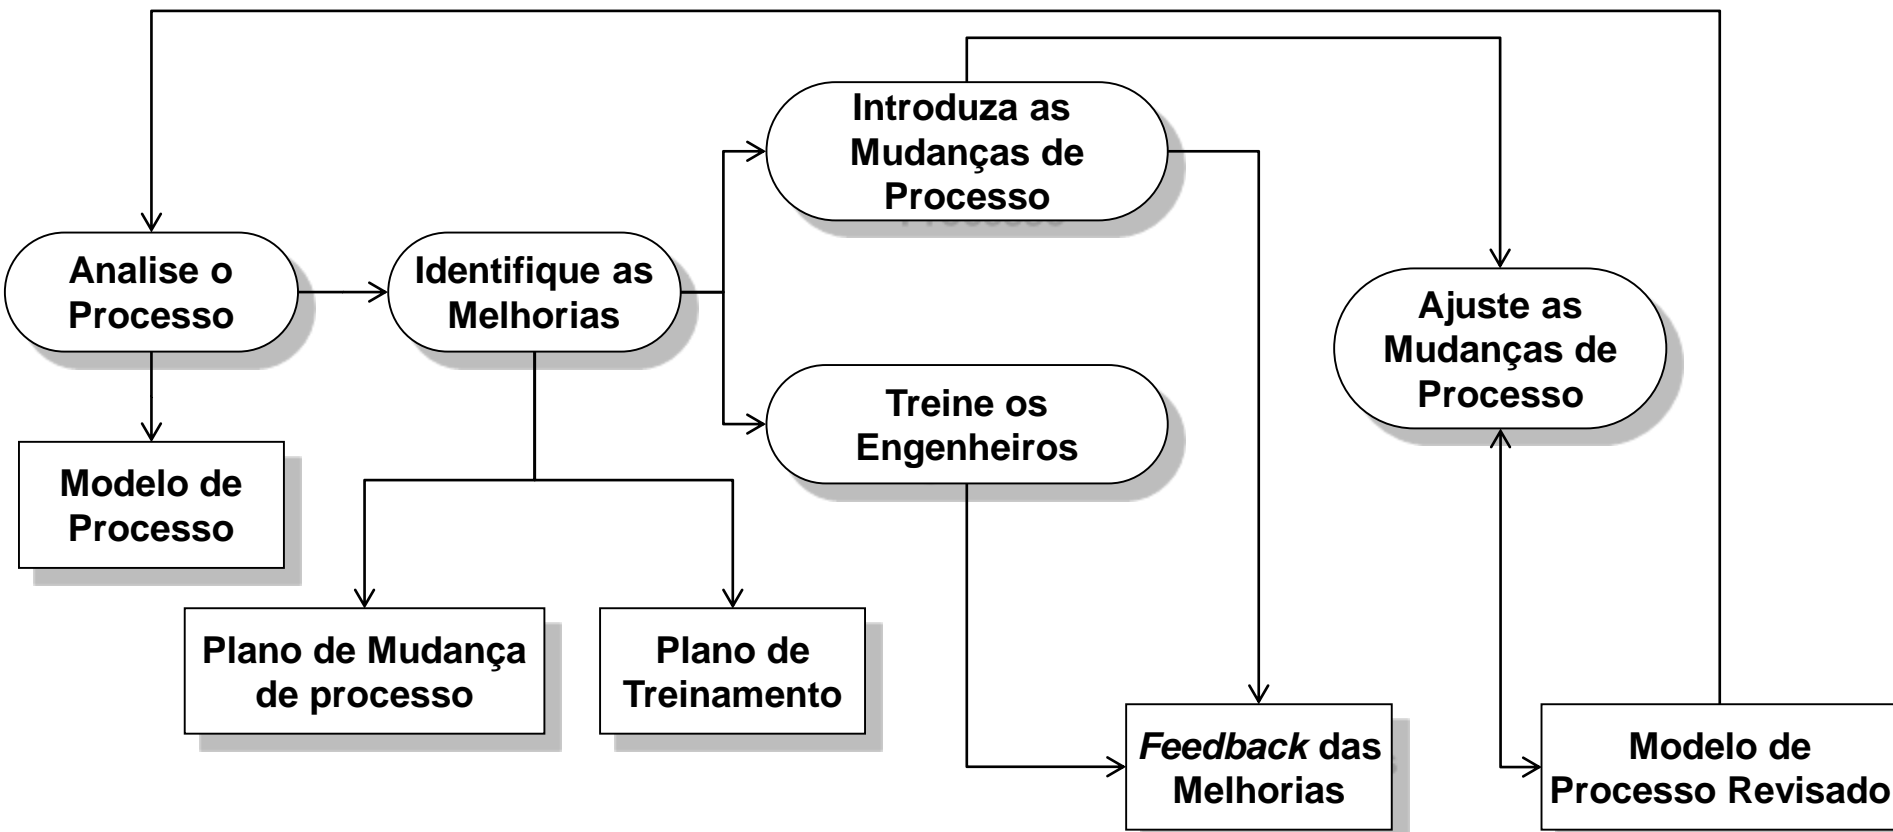 Introduza as
Mudanças de
Processo
Analise o
Processo
Identifique as
Melhorias
Ajuste as
Mudanças de
Processo
Treine os
Engenheiros
Modelo de
Processo
Plano de Mudança
de processo
Plano de
Treinamento
Feedback das
Melhorias
Modelo de
Processo Revisado